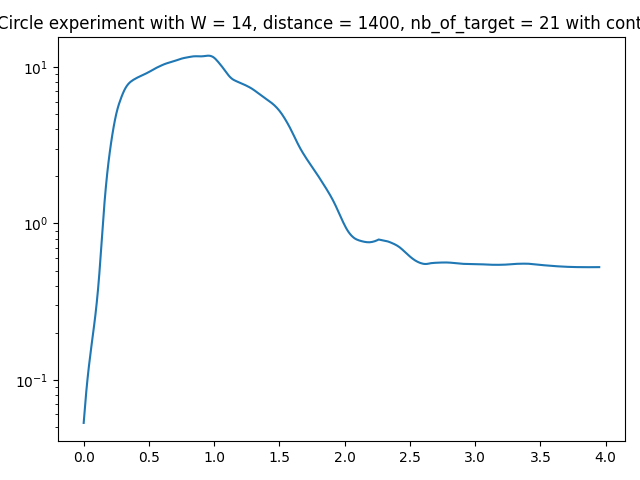 Circle experiment with W = 14, distance = 1400, nb_of_target = 21 with cont
10¹
10⁰
10⁻¹
0.0 0.5 1.0 1.5 2.0 2.5 3.0 3.5 4.0